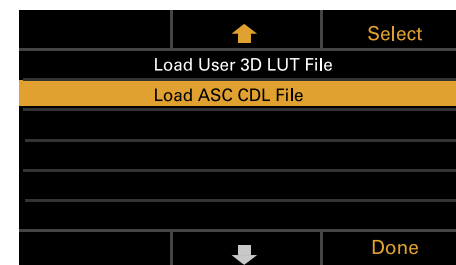 Select
Load User 3D LUT File
Load ASC CDL File
Done